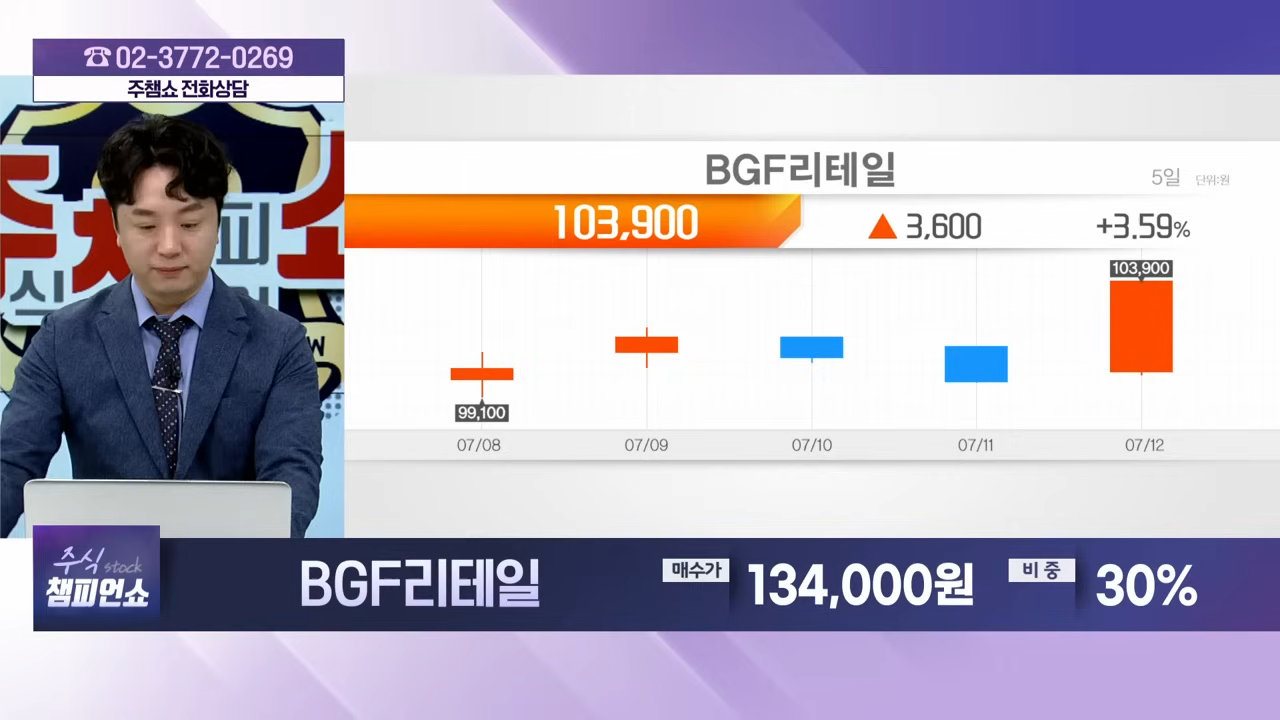 ☎02-3772-0269
주챔쇼 전화상담
BGF리테일
5일 단위:원
103,900 ▲ 3,600 +3.59%
103,900
99,100
07/08 07/09 07/10 07/11 07/12
주식 stock
챔피언쇼
BGF리테일 매수가 134,000원 비중 30%